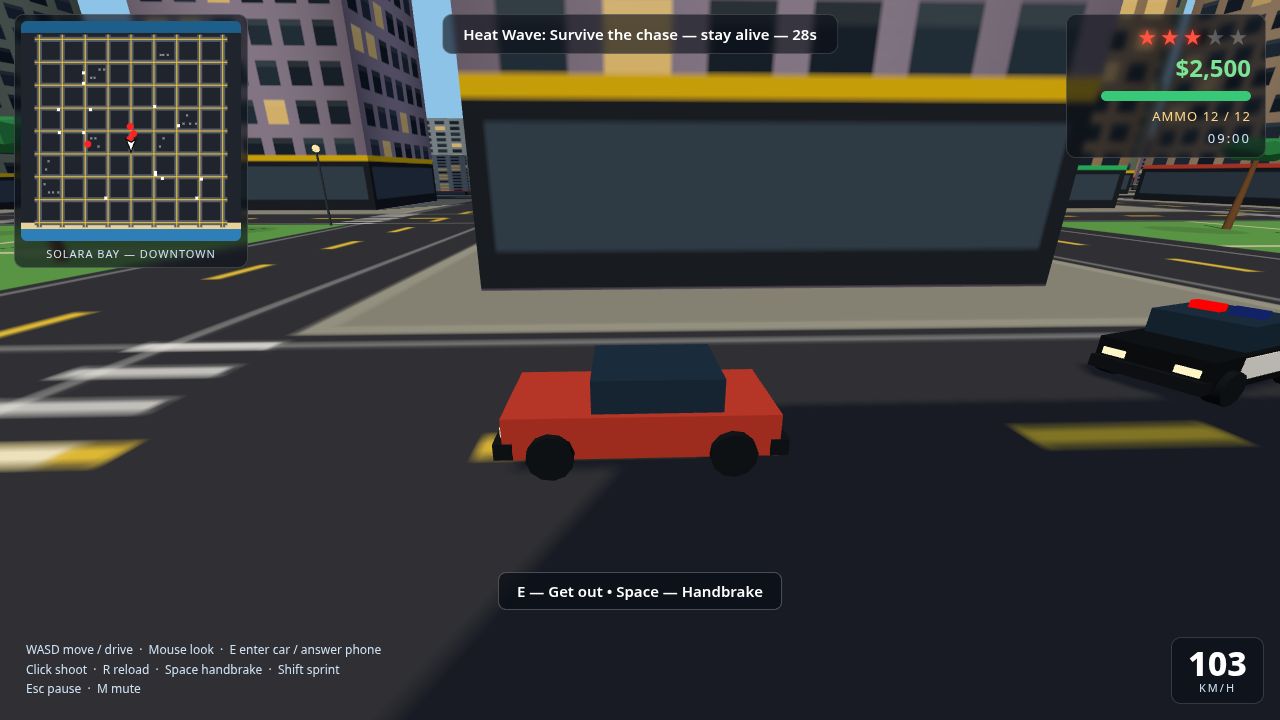 Heat Wave: Survive the chase — stay alive — 28s
★★★★★
$2,500
AMMO 12 / 12
09:00
SOLARA BAY — DOWNTOWN
E — Get out • Space — Handbrake
WASD move / drive · Mouse look · E enter car / answer phone
Click shoot · R reload · Space handbrake · Shift sprint
Esc pause · M mute
103
KM/H